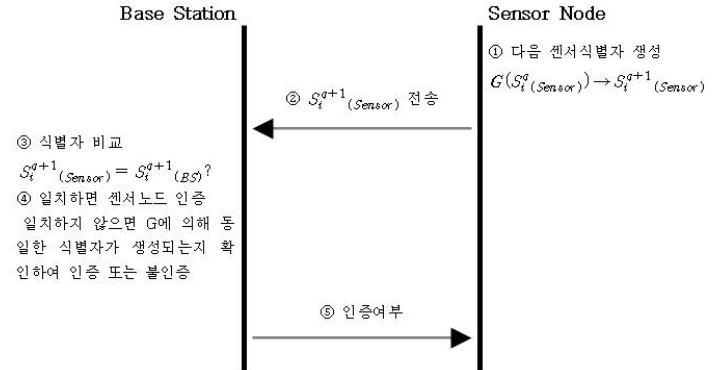 Base Station
Sensor Node
① 다음 센서식별자 생성
G(S_i^q (Sensor)) → S_i^{q+1} (Sensor)
② S_i^{q+1} (Sensor) 전송
③ 식별자 비교
S_i^{q+1} (Sensor) = S_i^{q+1} (BS)?
④ 일치하면 센서노드 인증
일치하지 않으면 G에 의해 동
일한 식별자가 생성되는지 확
인하여 인증 또는 불인증
⑤ 인증여부